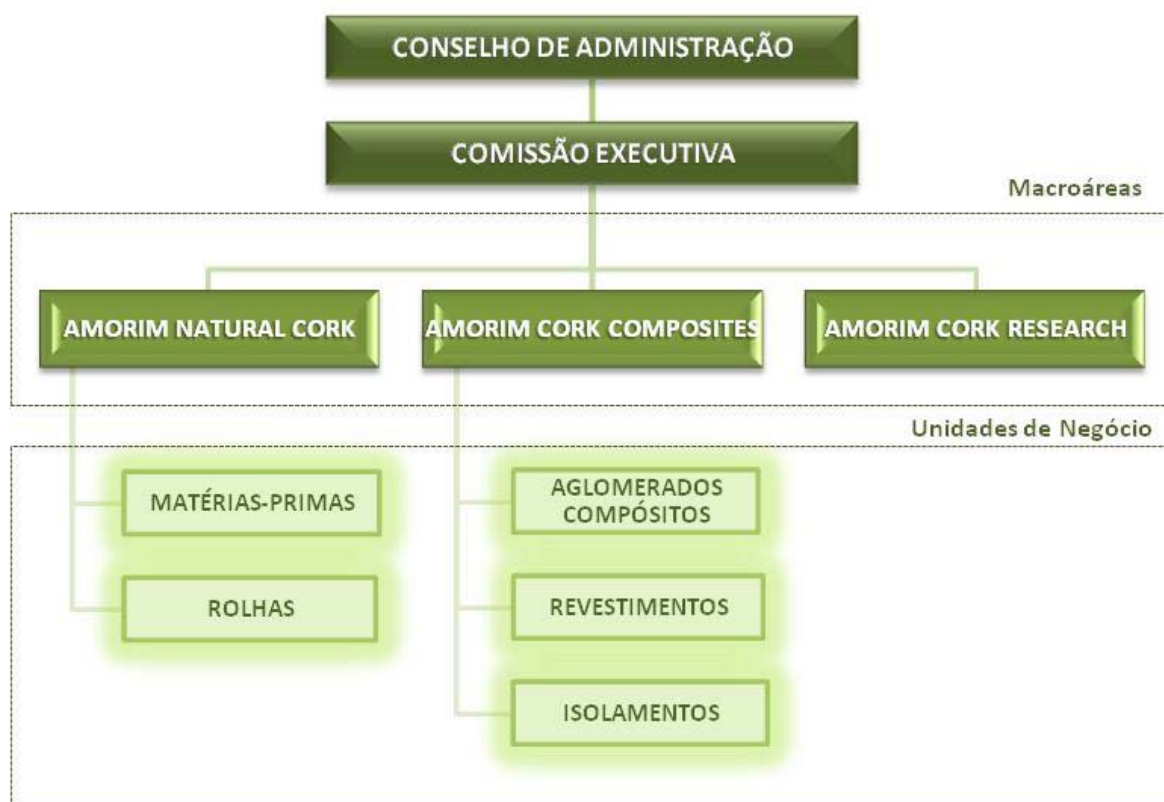 CONSELHO DE ADMINISTRAÇÃO
COMISSÃO EXECUTIVA
Macroáreas
AMORIM NATURAL CORK
AMORIM CORK COMPOSITES
AMORIM CORK RESEARCH
Unidades de Negócio
MATÉRIAS-PRIMAS
ROLHAS
AGLOMERADOS
COMPÓSITOS
REVESTIMENTOS
ISOLAMENTOS